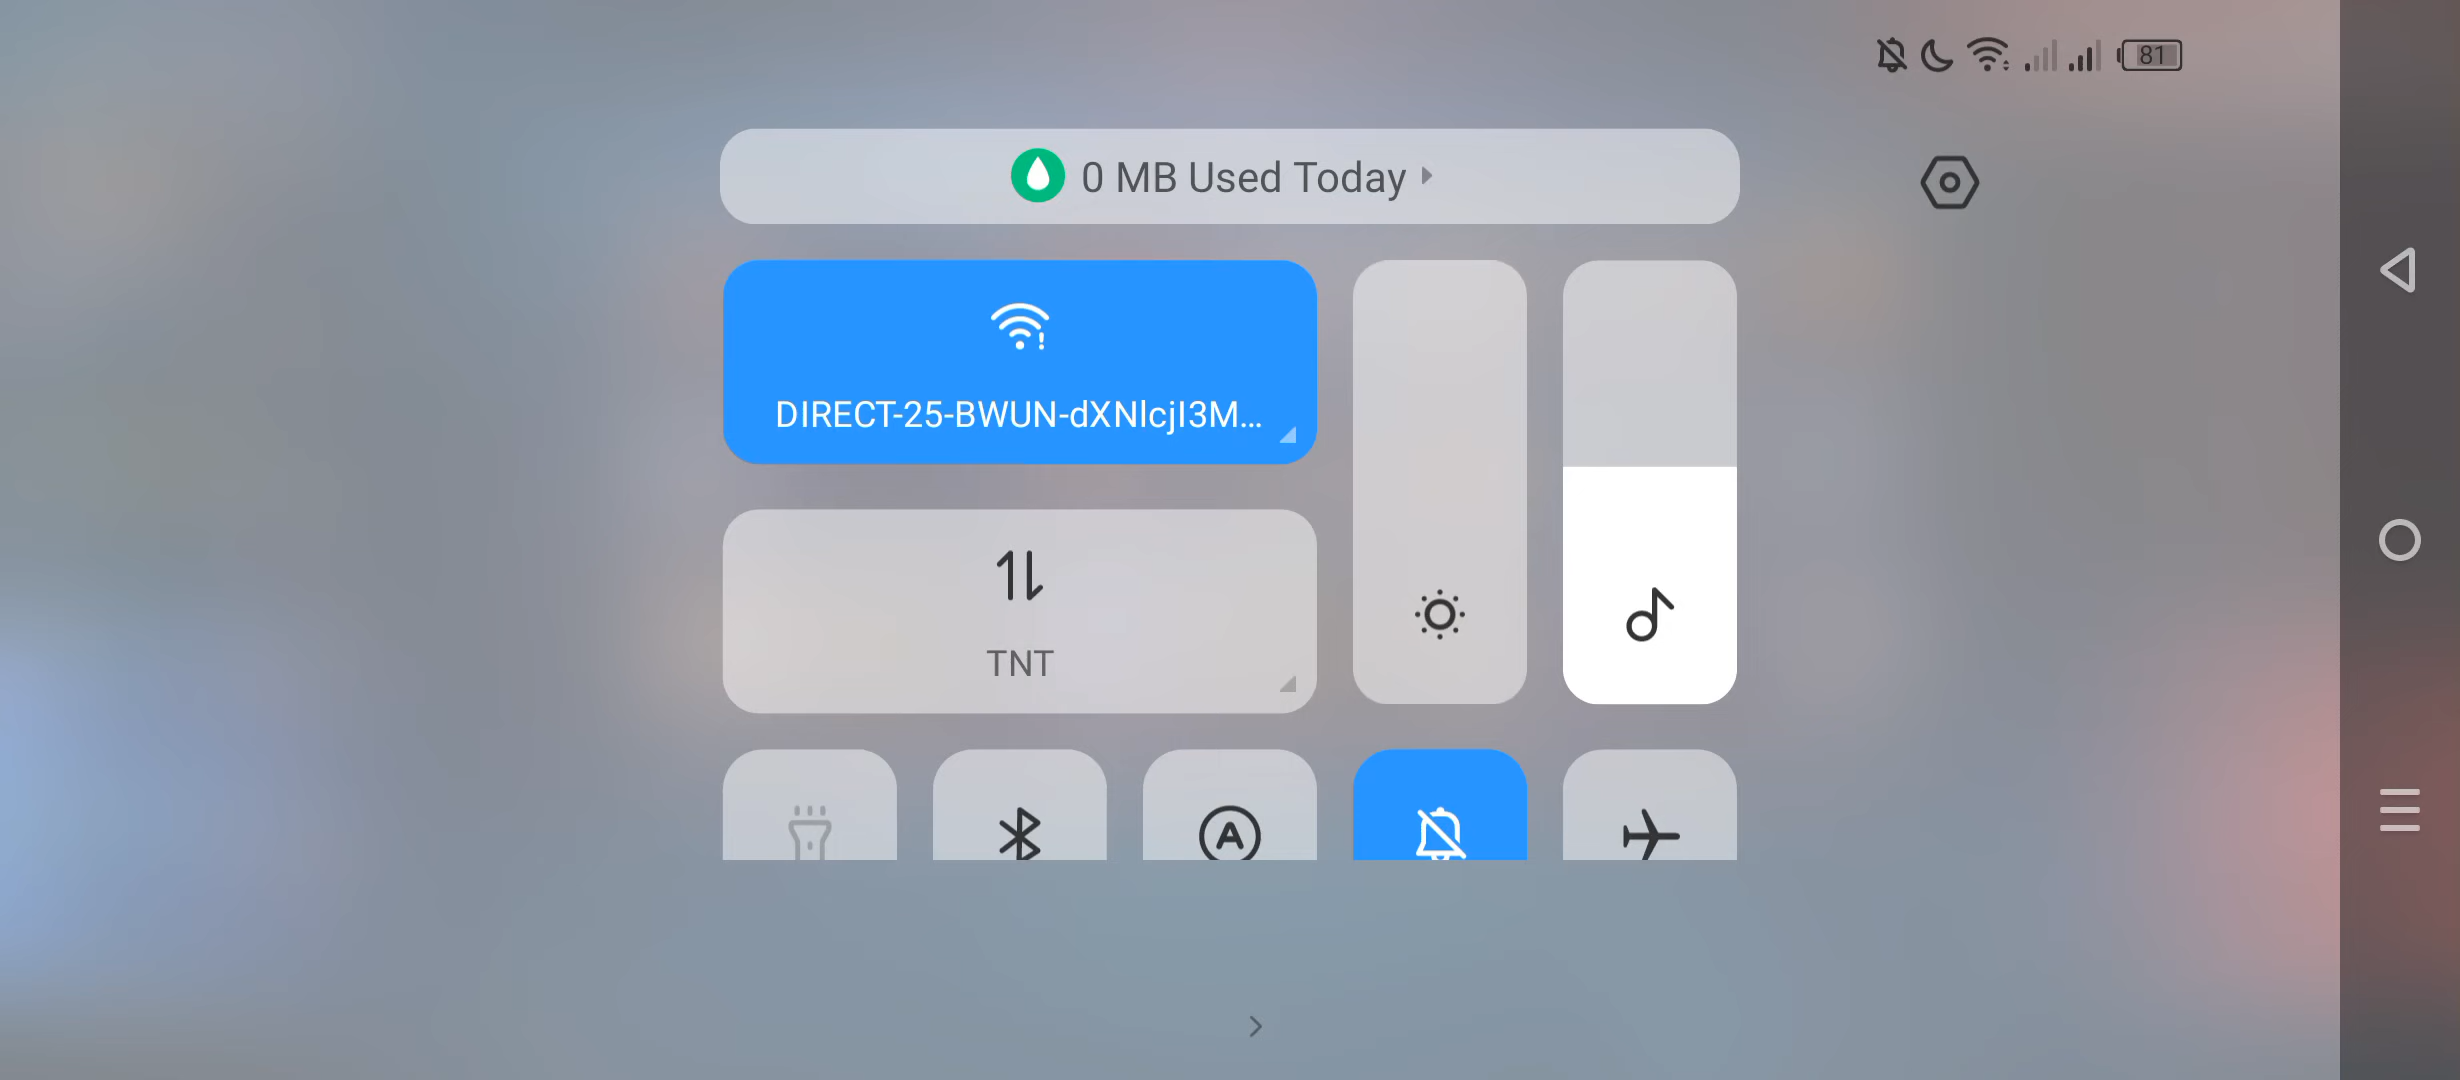 81
0 MB Used Today
DIRECT-25-BWUN-dXNlcjI3M...
TNT